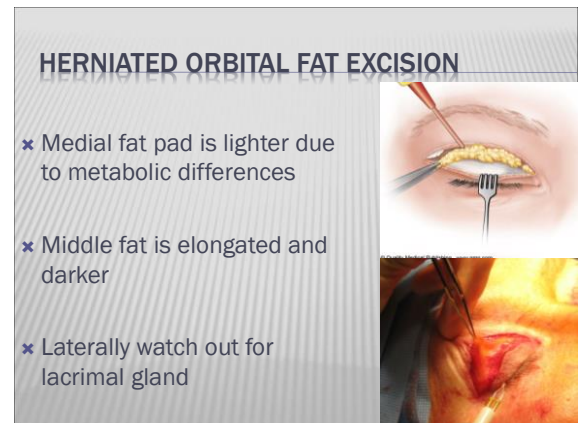 HERNIATED ORBITAL FAT EXCISION
Medial fat pad is lighter due
to metabolic differences
Middle fat is elongated and
darker
Laterally watch out for
lacrimal gland